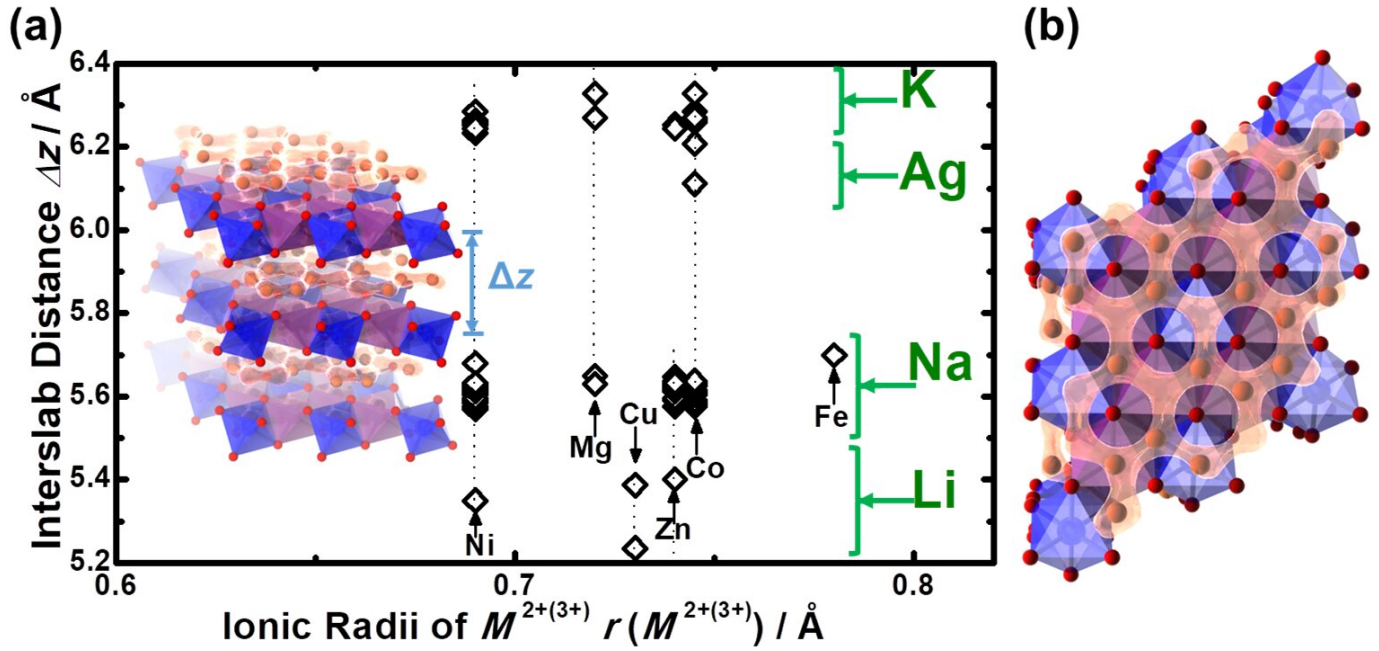 (a)
(b)
Interslab Distance Δz / Å
6.4
6.2
6.0
5.8
5.6
5.4
5.2
K
Ag
Na
Li
Δz
Cu
Mg
Fe
Co
Zn
Ni
0.6
0.7
0.8
Ionic Radii of M²⁺⁽³⁺⁾ r (M²⁺⁽³⁺⁾) / Å